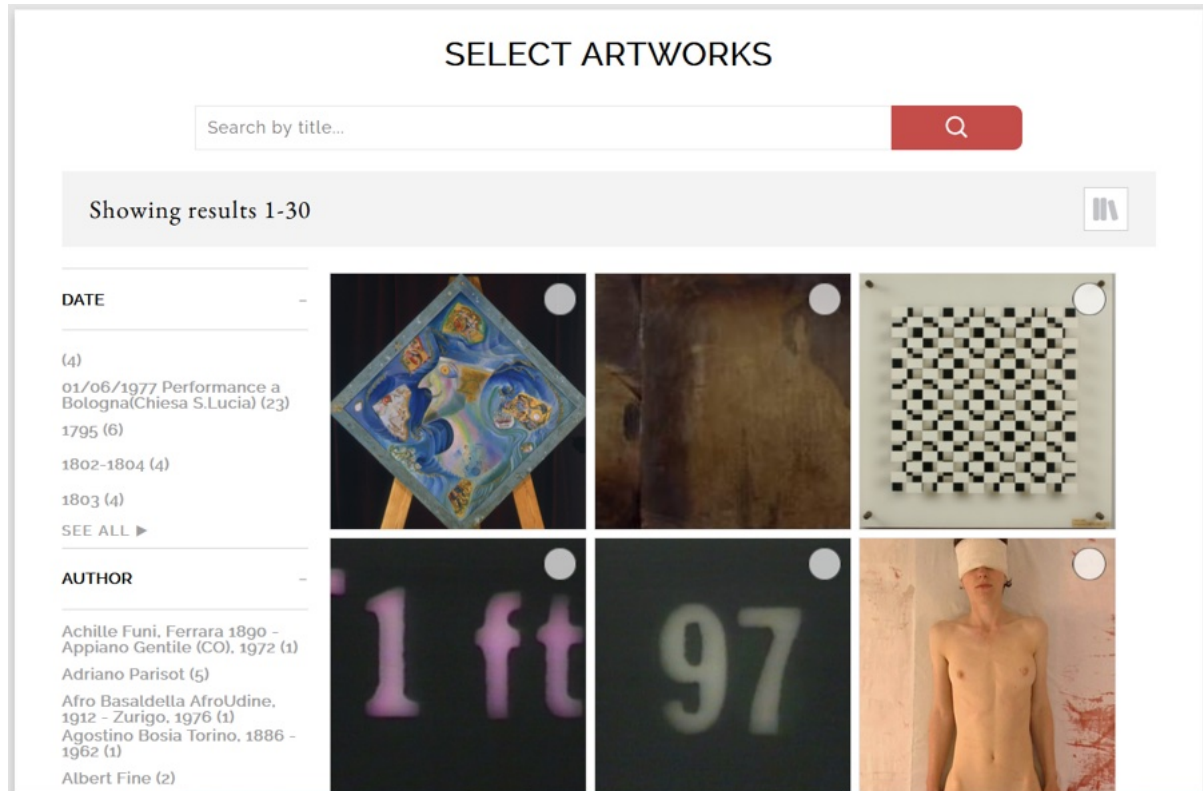 SELECT ARTWORKS
Search by title...
Showing results 1-30
DATE
–
(4)
01/06/1977 Performance a
Bologna(Chiesa S.Lucia) (23)
1795 (6)
1802-1804 (4)
1803 (4)
SEE ALL ▶
AUTHOR
–
Achille Funi, Ferrara 1890 -
Appiano Gentile (CO), 1972 (1)
Adriano Parisot (5)
Afro Basaldella AfroUdine,
1912 - Zurigo, 1976 (1)
Agostino Bosia Torino, 1886 -
1962 (1)
Albert Fine (2)
1 ft
97